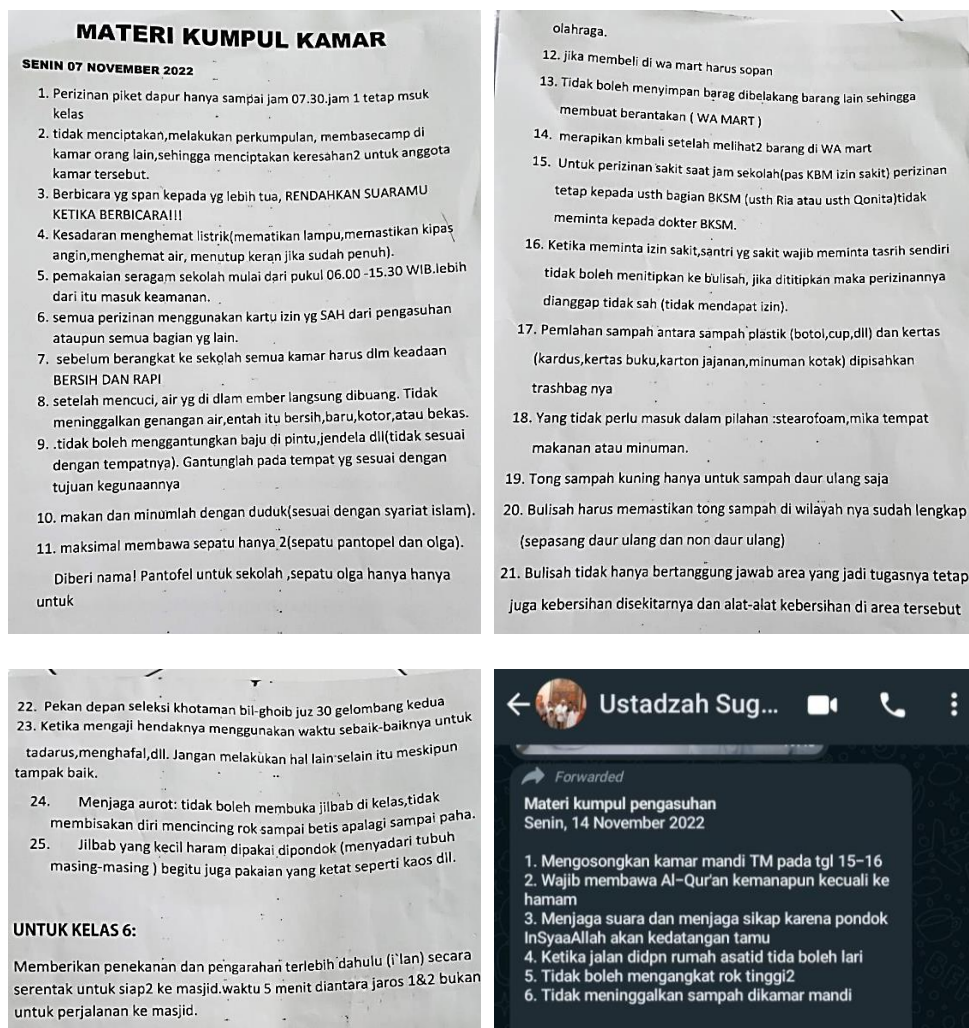 MATERI KUMPUL KAMAR
SENIN 07 NOVEMBER 2022
1. Perizinan piket dapur hanya sampai jam 07.30.jam 1 tetap msuk
kelas
2. tidak menciptakan,melakukan perkumpulan, membasecamp di
kamar orang lain,sehingga menciptakan keresahan2 untuk anggota
kamar tersebut.
3. Berbicara yg span kepada yg lebih tua, RENDAHKAN SUARAMU
KETIKA BERBICARA!!!
4. Kesadaran menghemat listrik(mematikan lampu,memastikan kipas
angin,menghemat air, menutup keran jika sudah penuh).
5. pemakaian seragam sekolah mulai dari pukul 06.00 -15.30 WIB.lebih
dari itu masuk keamanan.
6. semua perizinan menggunakan kartu izin yg SAH dari pengasuhan
ataupun semua bagian yg lain.
7. sebelum berangkat ke sekolah semua kamar harus dlm keadaan
BERSIH DAN RAPI
8. setelah mencuci, air yg di dlam ember langsung dibuang. Tidak
meninggalkan genangan air,entah itu bersih,baru,kotor,atau bekas.
9. .tidak boleh menggantungkan baju di pintu,jendela dll(tidak sesuai
dengan tempatnya). Gantunglah pada tempat yg sesuai dengan
tujuan kegunaannya
10. makan dan minumlah dengan duduk(sesuai dengan syariat islam).
11. maksimal membawa sepatu hanya 2(sepatu pantopel dan olga).
Diberi nama! Pantofel untuk sekolah ,sepatu olga hanya hanya
untuk
olahraga.
12. jika membeli di wa mart harus sopan
13. Tidak boleh menyimpan barag dibelakang barang lain sehingga
membuat berantakan ( WA MART )
14. merapikan kmbali setelah melihat2 barang di WA mart
15. Untuk perizinan sakit saat jam sekolah(pas KBM izin sakit) perizinan
tetap kepada usth bagian BKSM (usth Ria atau usth Qonita)tidak
meminta kepada dokter BKSM.
16. Ketika meminta izin sakit,santri yg sakit wajib meminta tasrih sendiri
tidak boleh menitipkan ke bulisah, jika dititipkan maka perizinannya
dianggap tidak sah (tidak mendapat izin).
17. Pemlahan sampah antara sampah plastik (botol,cup,dll) dan kertas
(kardus,kertas buku,karton jajanan,minuman kotak) dipisahkan
trashbag nya
18. Yang tidak perlu masuk dalam pilahan :stearofoam,mika tempat
makanan atau minuman.
19. Tong sampah kuning hanya untuk sampah daur ulang saja
20. Bulisah harus memastikan tong sampah di wilayah nya sudah lengkap
(sepasang daur ulang dan non daur ulang)
21. Bulisah tidak hanya bertanggung jawab area yang jadi tugasnya tetap
juga kebersihan disekitarnya dan alat-alat kebersihan di area tersebut
22. Pekan depan seleksi khotaman bil-ghoib juz 30 gelombang kedua
23. Ketika mengaji hendaknya menggunakan waktu sebaik-baiknya untuk
tadarus,menghafal,dll. Jangan melakukan hal lain selain itu meskipun
tampak baik.
24. Menjaga aurot: tidak boleh membuka jilbab di kelas,tidak
membisakan diri mencincing rok sampai betis apalagi sampai paha.
25. Jilbab yang kecil haram dipakai dipondok (menyadari tubuh
masing-masing ) begitu juga pakaian yang ketat seperti kaos dll.
UNTUK KELAS 6:
Memberikan penekanan dan pengarahan terlebih dahulu (i`lan) secara
serentak untuk siap2 ke masjid.waktu 5 menit diantara jaros 1&2 bukan
untuk perjalanan ke masjid.
Ustadzah Sug...
Forwarded
Materi kumpul pengasuhan
Senin, 14 November 2022
1. Mengosongkan kamar mandi TM pada tgl 15-16
2. Wajib membawa Al-Qur'an kemanapun kecuali ke
hamam
3. Menjaga suara dan menjaga sikap karena pondok
InSyaaAllah akan kedatangan tamu
4. Ketika jalan didpn rumah asatid tida boleh lari
5. Tidak boleh mengangkat rok tinggi2
6. Tidak meninggalkan sampah dikamar mandi